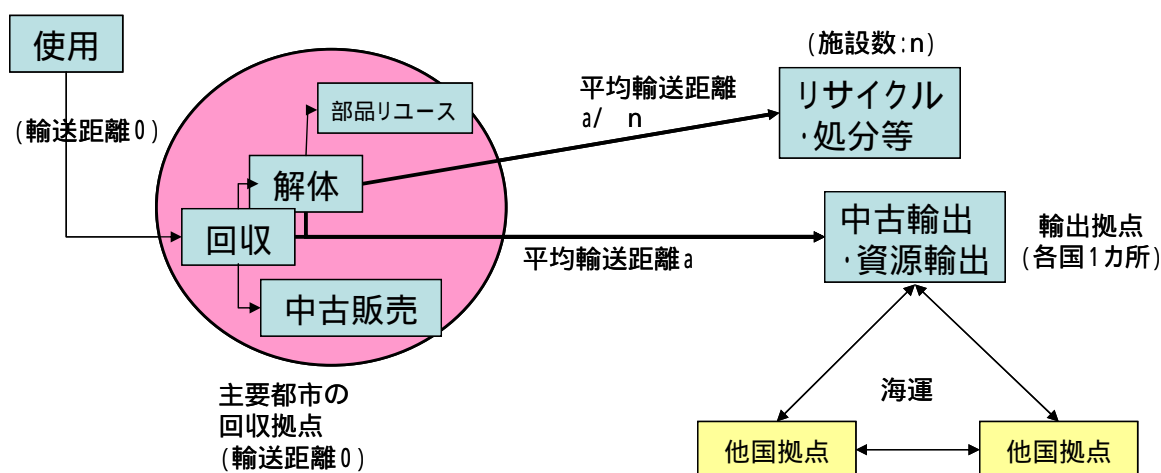 使用
(輸送距離0)
部品リユース
解体
回収
中古販売
主要都市の
回収拠点
(輸送距離0)
平均輸送距離
a/ n
(施設数:n)
リサイクル
・処分等
平均輸送距離a
中古輸出
・資源輸出
輸出拠点
(各国1カ所)
海運
他国拠点
他国拠点